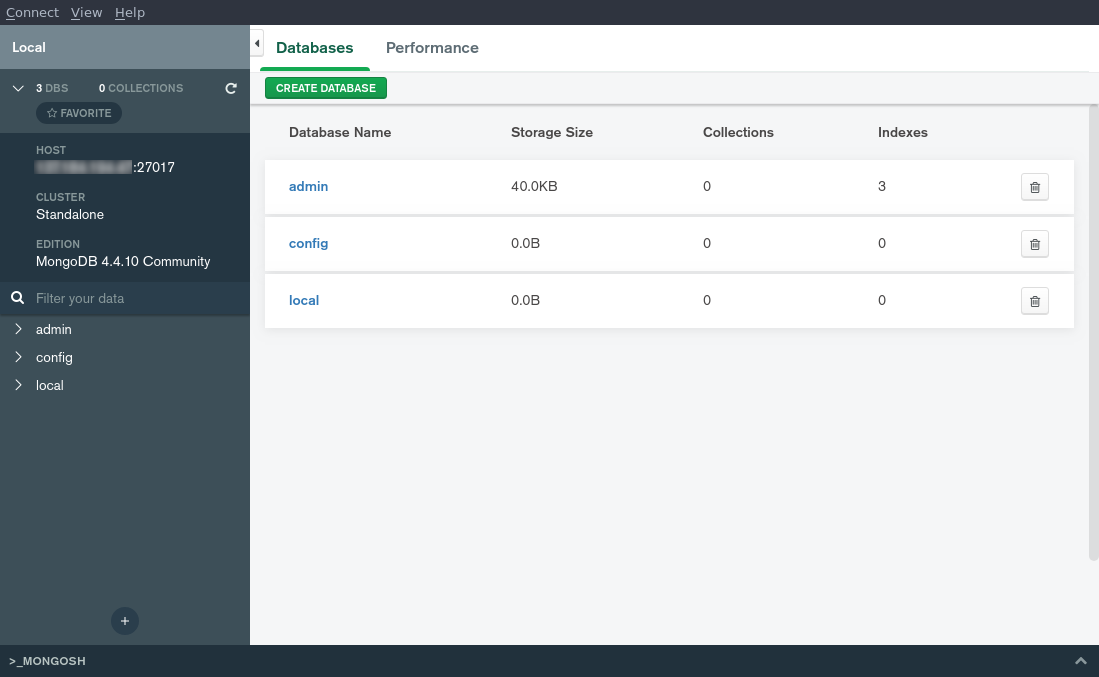 Connect View Help
Local
Databases Performance
3 DBS 0 COLLECTIONS
FAVORITE
CREATE DATABASE
HOST
:27017
CLUSTER
Standalone
EDITION
MongoDB 4.4.10 Community
Filter your data
admin
config
local
Database Name Storage Size Collections Indexes
admin 40.0KB 0 3
config 0.0B 0 0
local 0.0B 0 0
+
>_MONGOSH